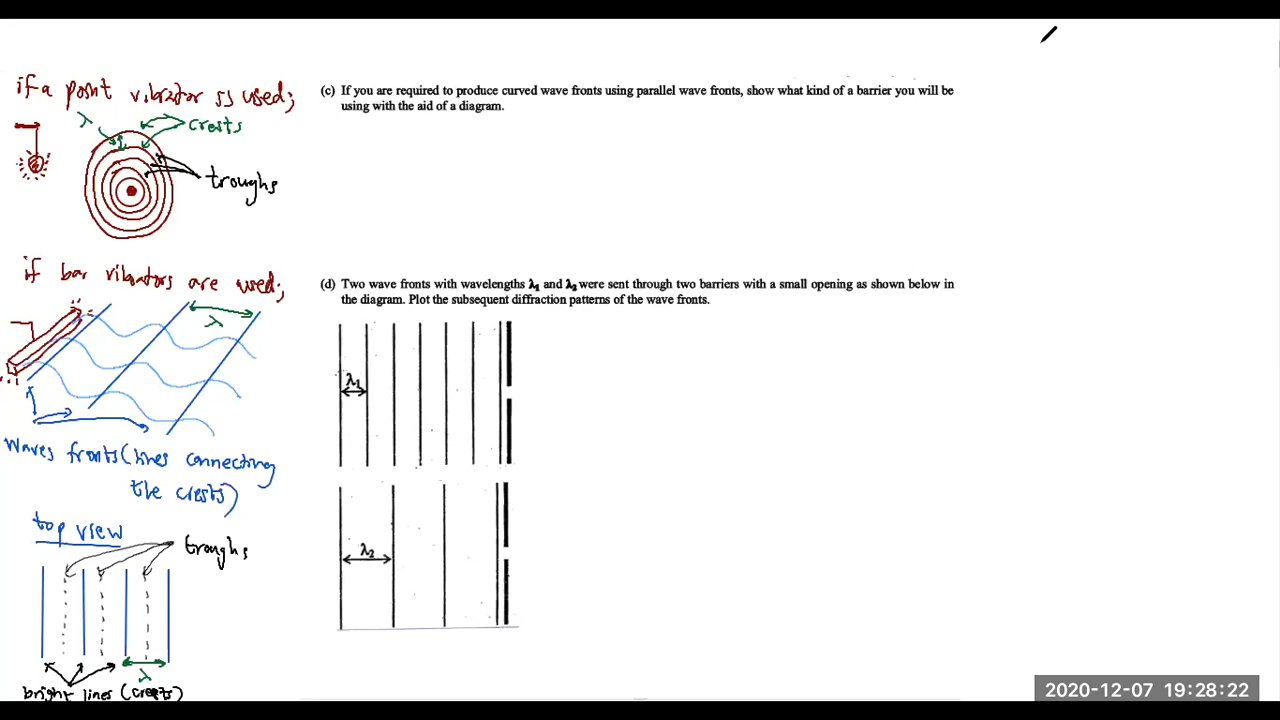 if a point vibrator is used;
λ
crests
troughs
if bar vibrators are used;
λ
Waves fronts (lines connecting
the crests)
top view
troughs
λ
bright lines (crests)
(c) If you are required to produce curved wave fronts using parallel wave fronts, show what kind of a barrier you will be
using with the aid of a diagram.
(d) Two wave fronts with wavelengths λ₁ and λ₂ were sent through two barriers with a small opening as shown below in
the diagram. Plot the subsequent diffraction patterns of the wave fronts.
λ₁
λ₂
2020-12-07 19:28:22